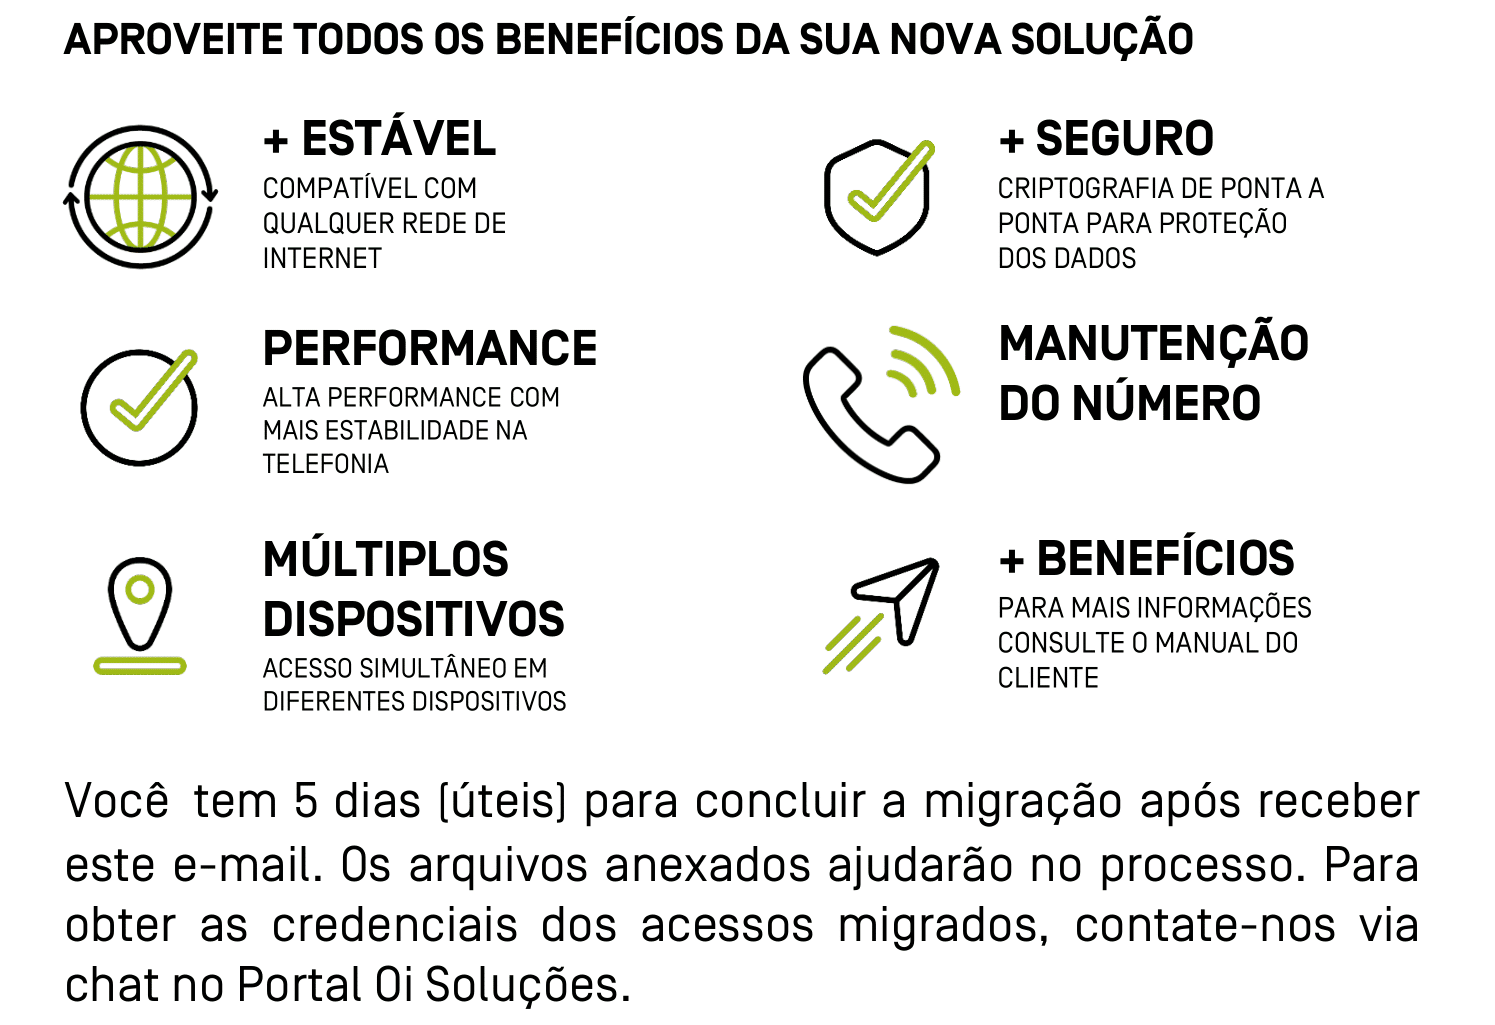 APROVEITE TODOS OS BENEFÍCIOS DA SUA NOVA SOLUÇÃO
+ ESTÁVEL
COMPATÍVEL COM
QUALQUER REDE DE
INTERNET
+ SEGURO
CRIPTOGRAFIA DE PONTA A
PONTA PARA PROTEÇÃO
DOS DADOS
PERFORMANCE
ALTA PERFORMANCE COM
MAIS ESTABILIDADE NA
TELEFONIA
MANUTENÇÃO
DO NÚMERO
MÚLTIPLOS
DISPOSITIVOS
ACESSO SIMULTÂNEO EM
DIFERENTES DISPOSITIVOS
+ BENEFÍCIOS
PARA MAIS INFORMAÇÕES
CONSULTE O MANUAL DO
CLIENTE
Você tem 5 dias (úteis) para concluir a migração após receber
este e-mail. Os arquivos anexados ajudarão no processo. Para
obter as credenciais dos acessos migrados, contate-nos via
chat no Portal Oi Soluções.